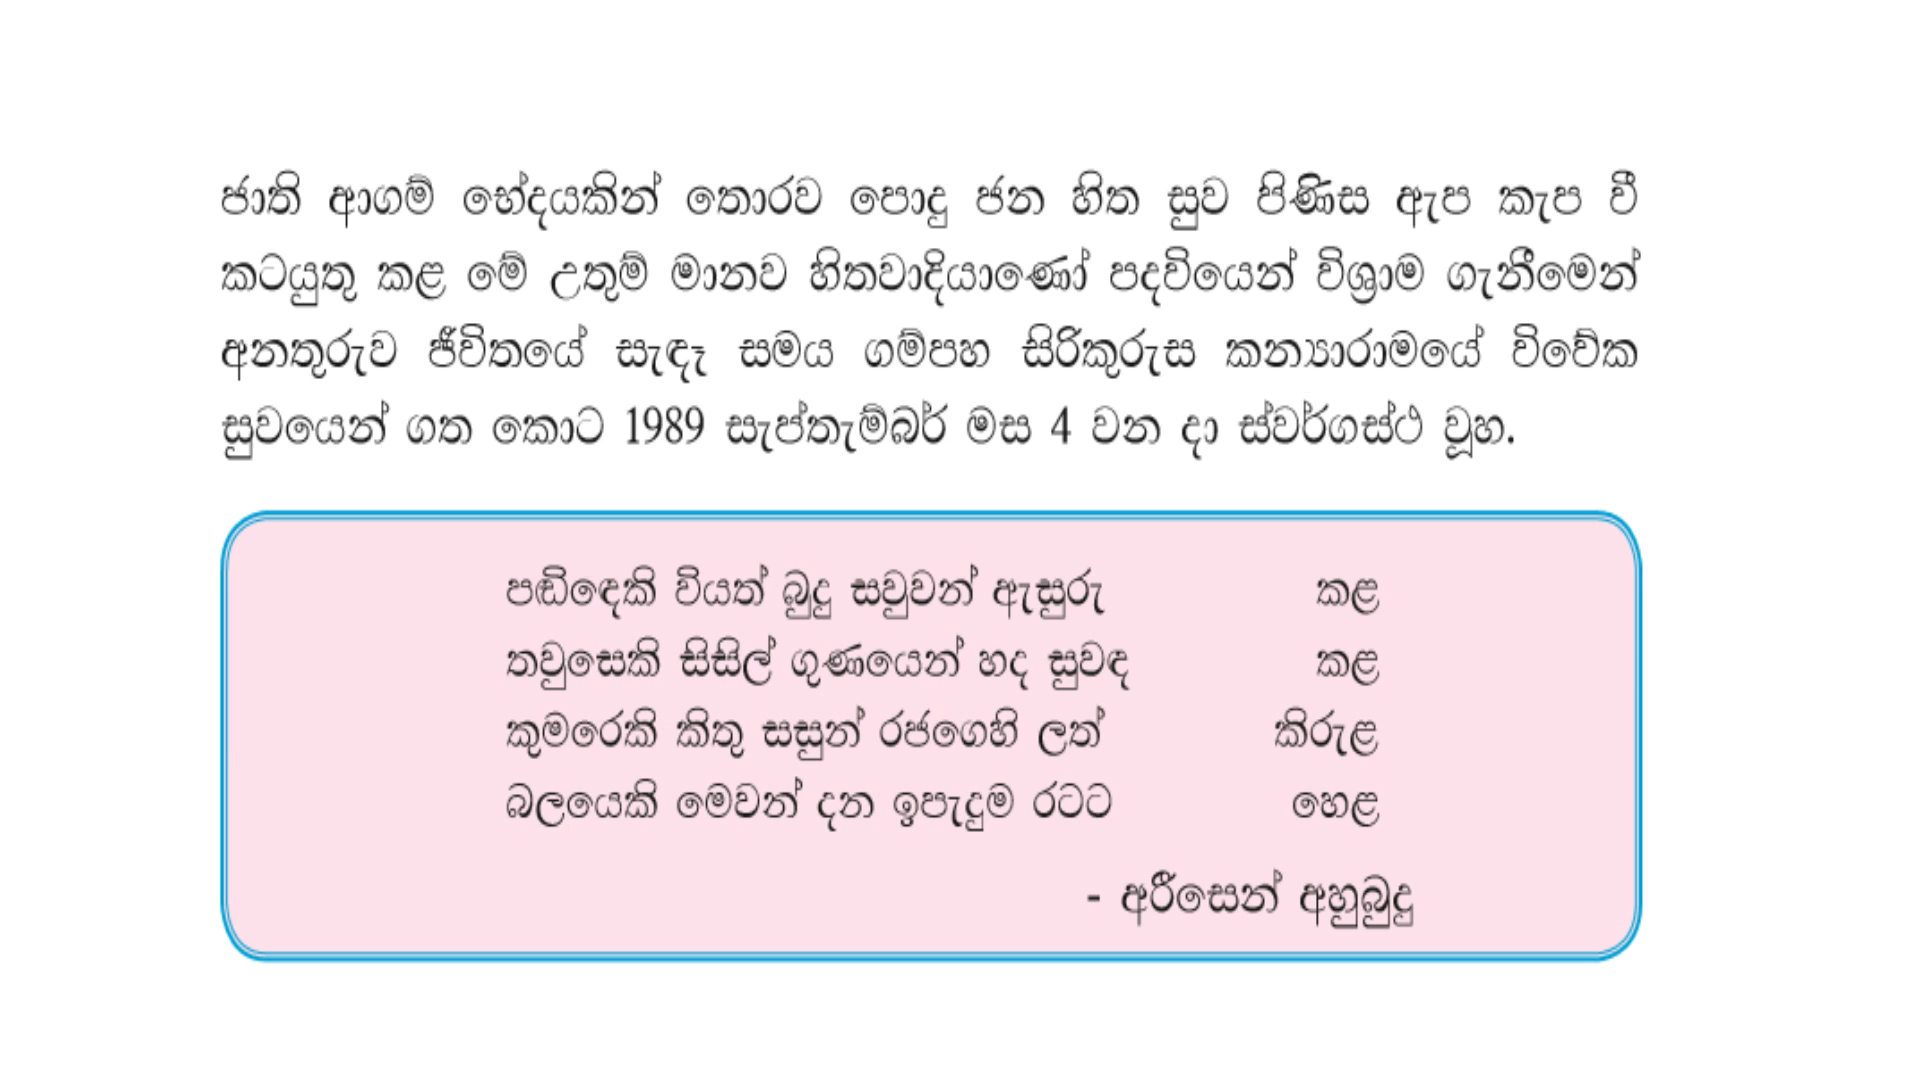 ජාති ආගම් භේදයකින් තොරව පොදු ජන හිත සුව පිණිස ඇප කැප වී
කටයුතු කළ මේ උතුම් මානව හිතවාදියාණෝ පදවියෙන් විශ්‍රාම ගැනීමෙන්
අනතුරුව ජීවිතයේ සැඳෑ සමය ගම්පහ සිරිකුරුස කන්‍යාරාමයේ විවේක
සුවයෙන් ගත කොට 1989 සැප්තැම්බර් මස 4 වන දා ස්වර්ගස්ථ වූහ.
පඬිඳෙකි වියත් බුදු සවුවන් ඇසුරු කළ
තවුසෙකි සිසිල් ගුණයෙන් හද සුවඳ කළ
කුමරෙකි කිතු සසුන් රජගෙහි ලත් කිරුළ
බලයෙකි මෙවන් දන ඉපැදුම රටට හෙළ
- අරීසෙන් අහුබුදු